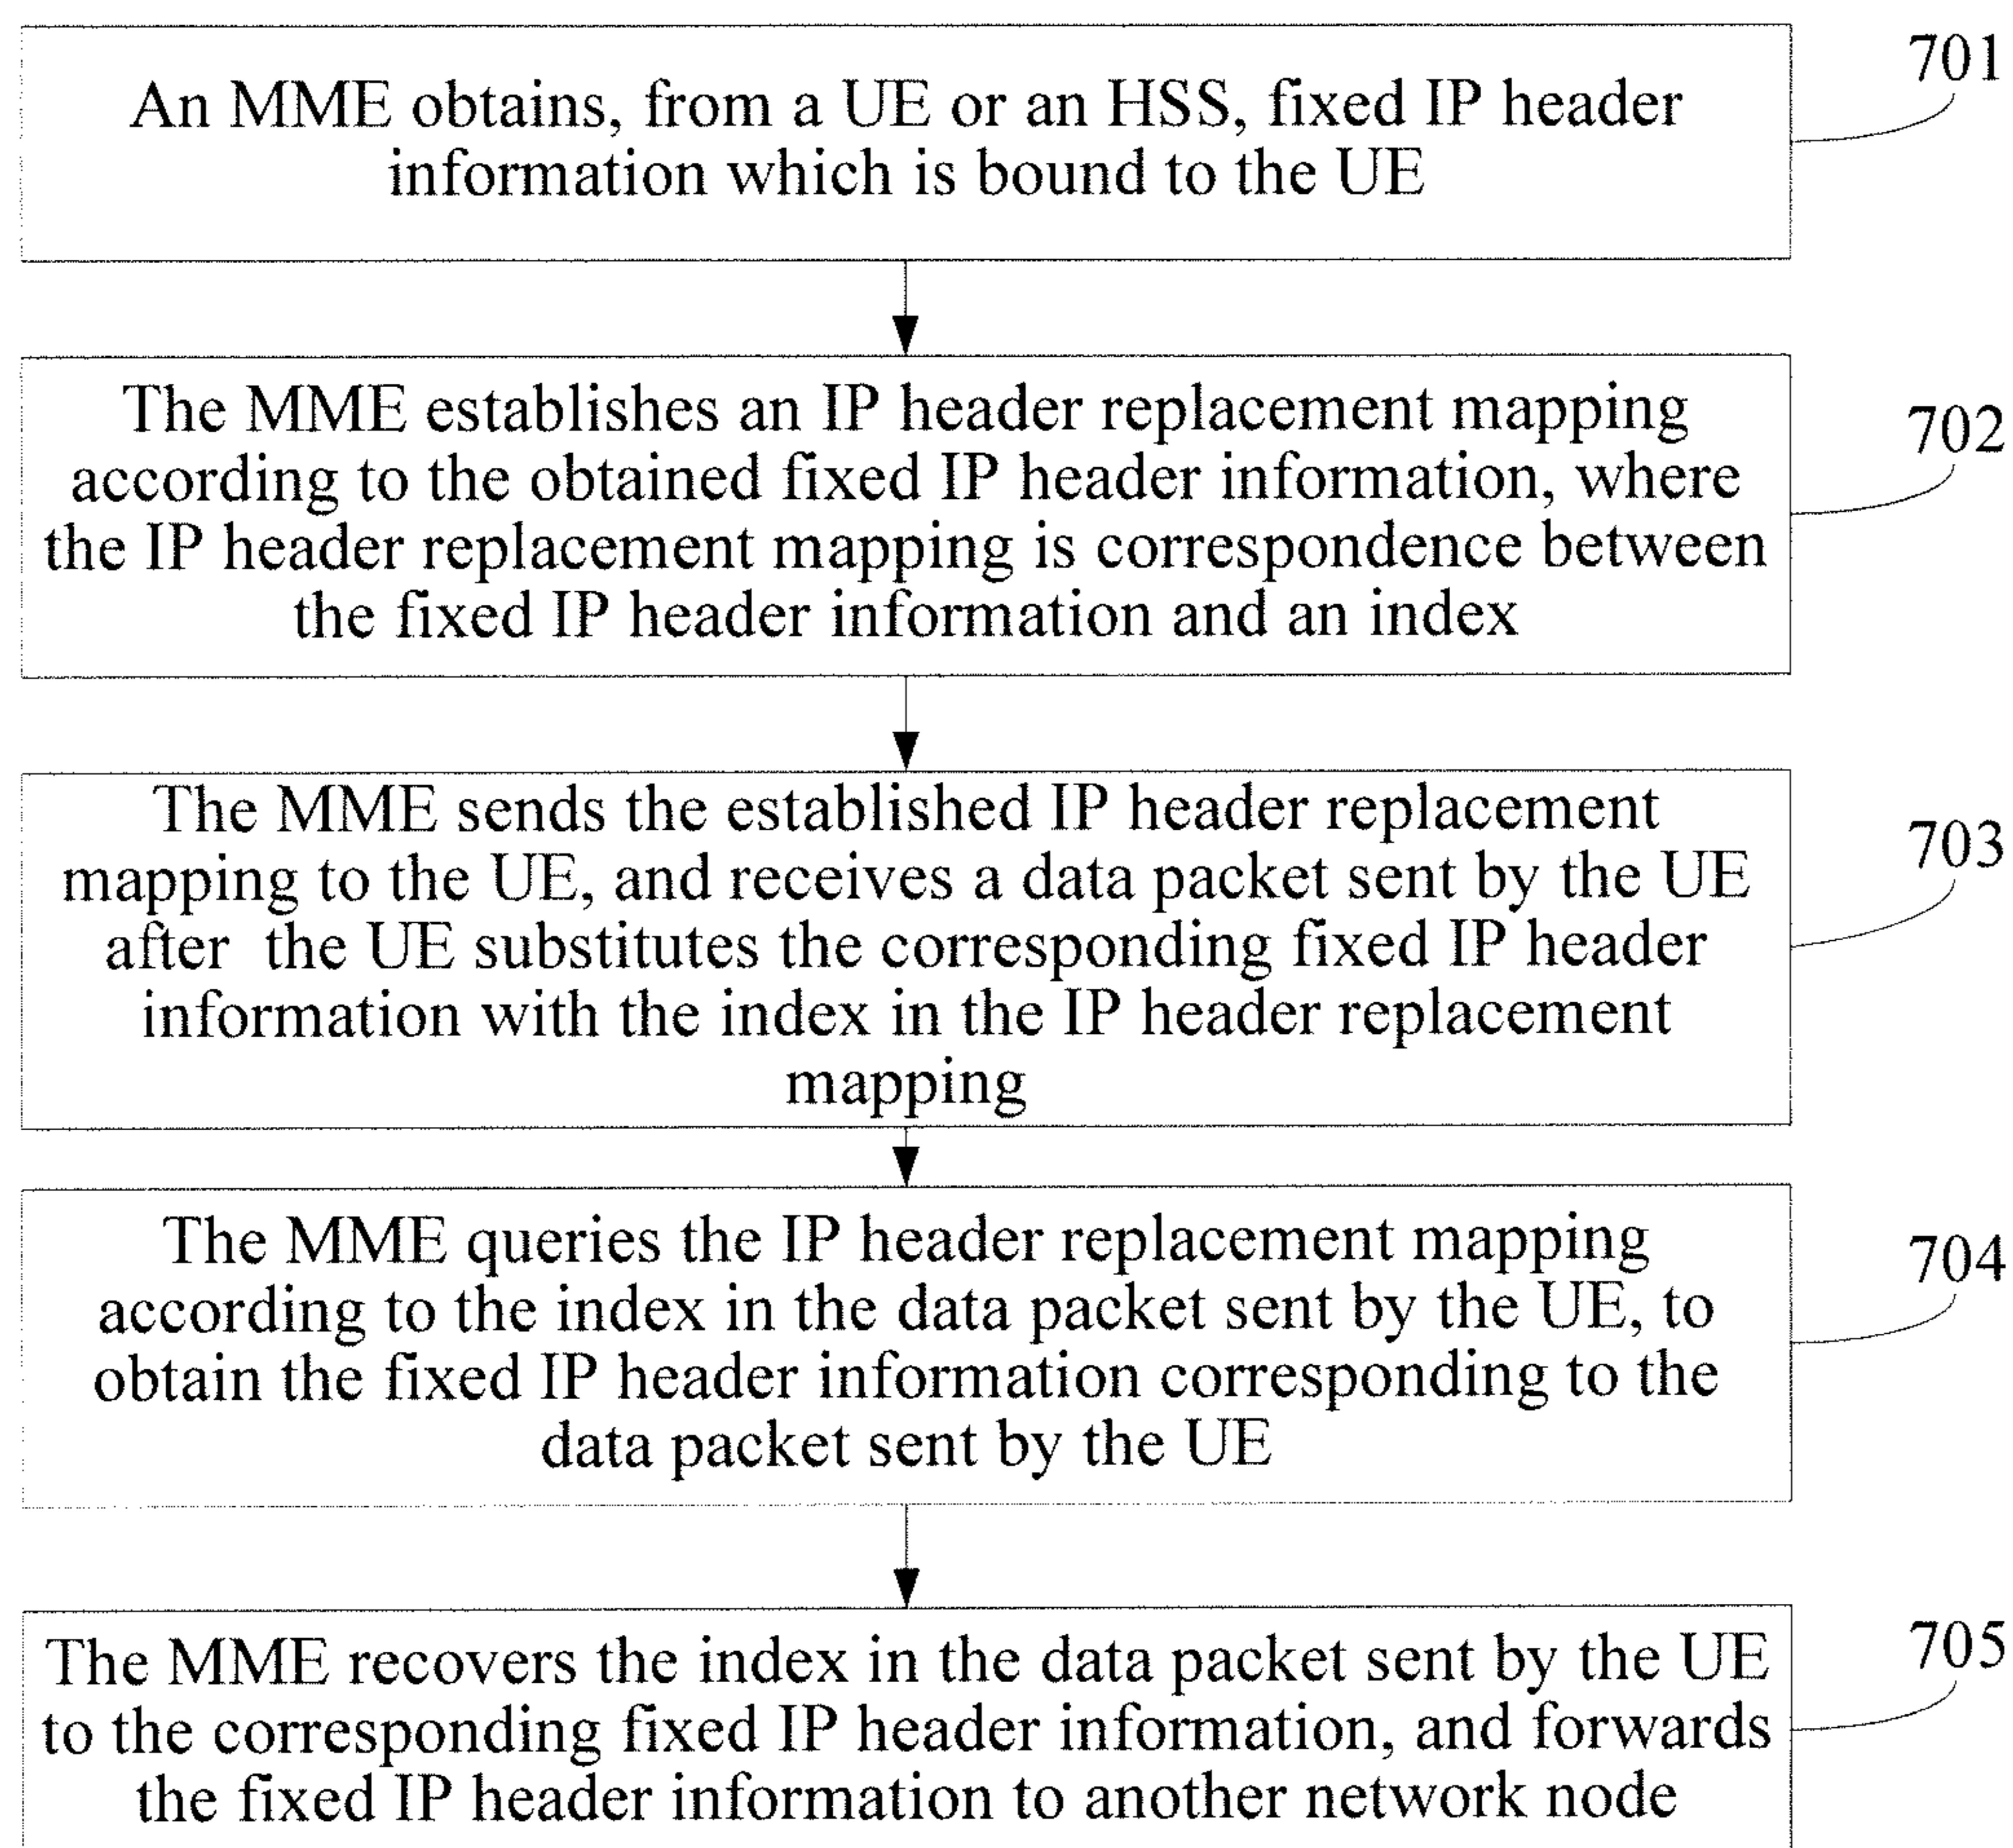 701
An MME obtains, from a UE or an HSS, fixed IP header
information which is bound to the UE
702
The MME establishes an IP header replacement mapping
according to the obtained fixed IP header information, where
the IP header replacement mapping is correspondence between
the fixed IP header information and an index
703
The MME sends the established IP header replacement
mapping to the UE, and receives a data packet sent by the UE
after the UE substitutes the corresponding fixed IP header
information with the index in the IP header replacement
mapping
704
The MME queries the IP header replacement mapping
according to the index in the data packet sent by the UE, to
obtain the fixed IP header information corresponding to the
data packet sent by the UE
705
The MME recovers the index in the data packet sent by the UE
to the corresponding fixed IP header information, and forwards
the fixed IP header information to another network node